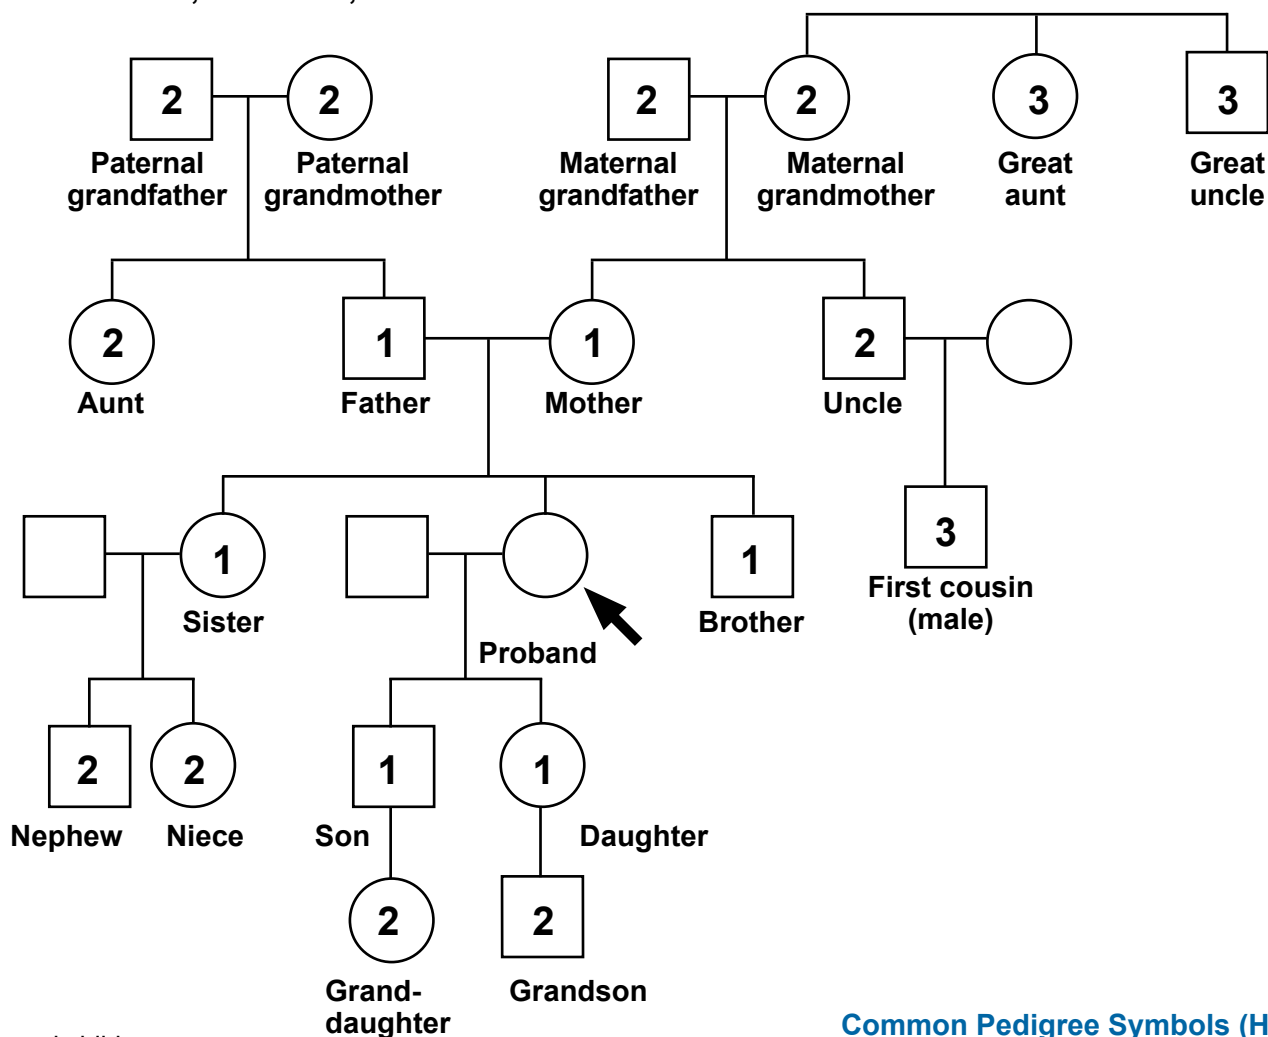 2
2
2
2
3
3
Paternal
grandfather
Paternal
grandmother
Maternal
grandfather
Maternal
grandmother
Great
aunt
Great
uncle
2
1
1
2
Aunt
Father
Mother
Uncle
1
1
3
Sister
Proband
Brother
First cousin
(male)
2
2
1
1
Nephew
Niece
Son
Daughter
2
2
Grand-
daughter
Grandson
Common Pedigree Symbols (H